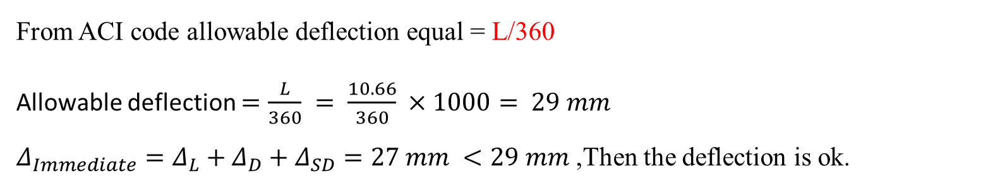 From ACI code allowable deflection equal = L/360
Allowable deflection = L/360 = 10.66/360 × 1000 = 29 mm
Δ_Immediate = Δ_L + Δ_D + Δ_SD = 27 mm < 29 mm ,Then the deflection is ok.